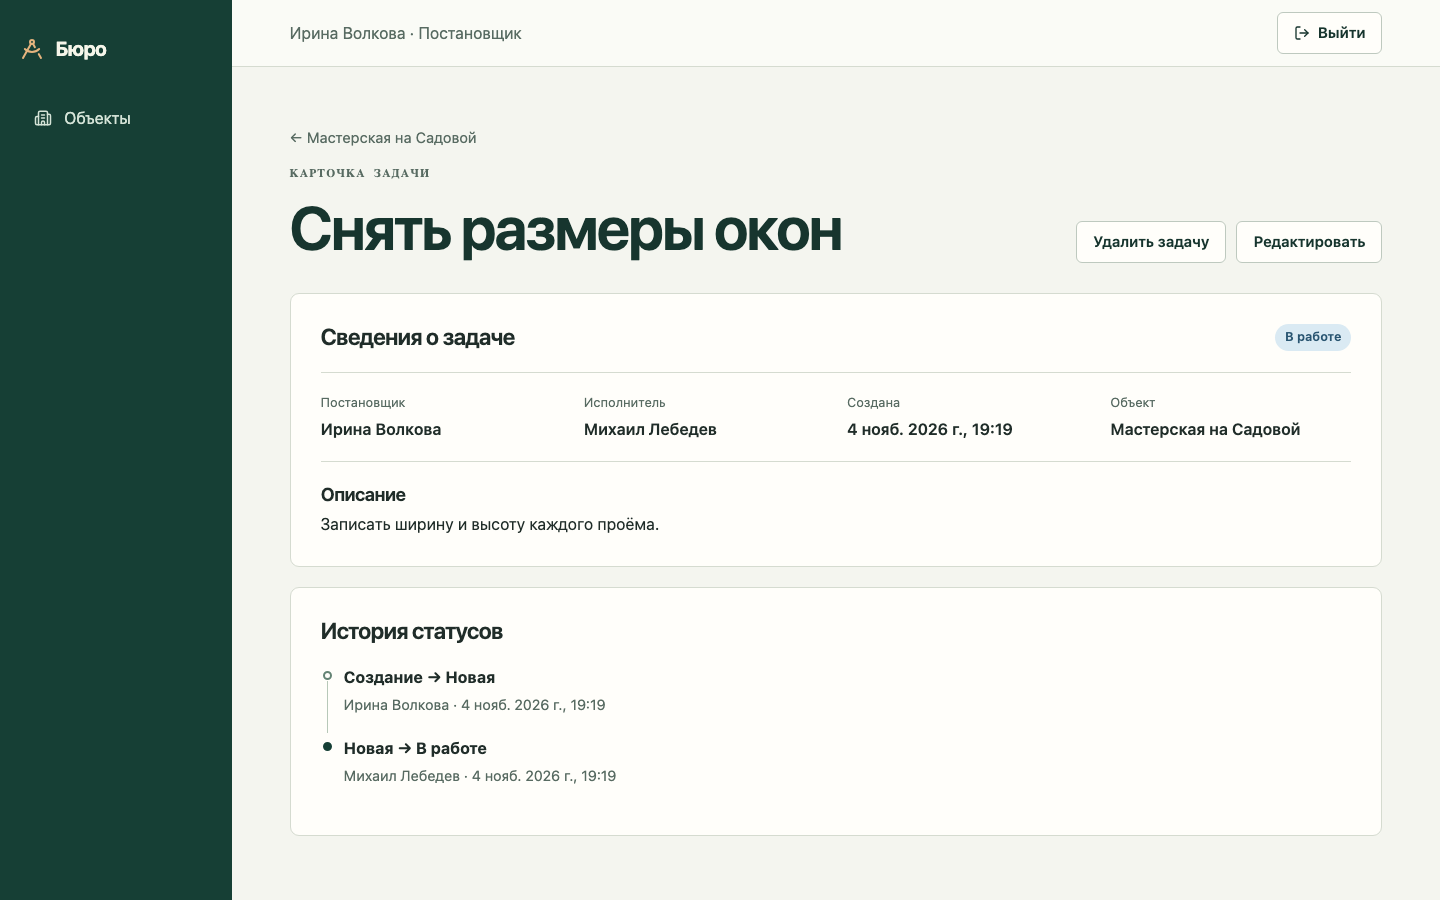 Бюро
Объекты
Ирина Волкова · Постановщик
Выйти
← Мастерская на Садовой
КАРТОЧКА ЗАДАЧИ
Снять размеры окон
Удалить задачу
Редактировать
Сведения о задаче
В работе
Постановщик
Ирина Волкова
Исполнитель
Михаил Лебедев
Создана
4 нояб. 2026 г., 19:19
Объект
Мастерская на Садовой
Описание
Записать ширину и высоту каждого проёма.
История статусов
Создание → Новая
Ирина Волкова · 4 нояб. 2026 г., 19:19
Новая → В работе
Михаил Лебедев · 4 нояб. 2026 г., 19:19